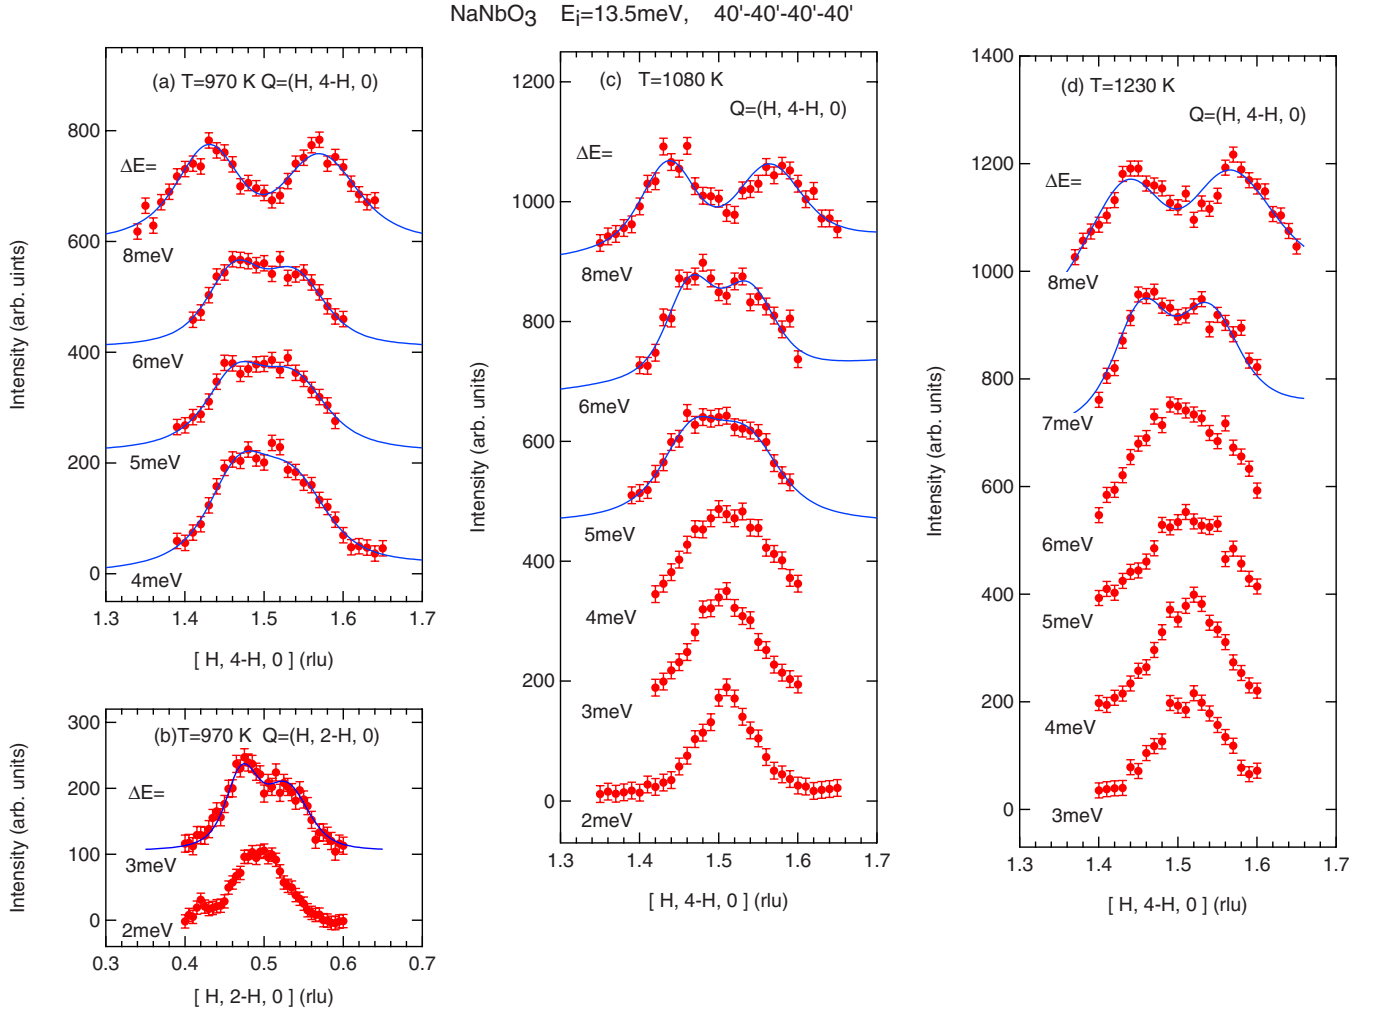 NaNbO3 Ei=13.5meV, 40'-40'-40'-40'
(a) T=970 K Q=(H, 4-H, 0)
ΔE=
8meV
6meV
5meV
4meV
800
600
400
200
0
1.3 1.4 1.5 1.6 1.7
Intensity (arb. uints)
[ H, 4-H, 0 ] (rlu)
(b)T=970 K Q=(H, 2-H, 0)
ΔE=
3meV
2meV
300
200
100
0
0.3 0.4 0.5 0.6 0.7
Intensity (arb. units)
[ H, 2-H, 0 ] (rlu)
(c) T=1080 K
Q=(H, 4-H, 0)
ΔE=
8meV
6meV
5meV
4meV
3meV
2meV
1200
1000
800
600
400
200
0
1.3 1.4 1.5 1.6 1.7
Intensity (arb. units)
[ H, 4-H, 0 ] (rlu)
(d) T=1230 K
Q=(H, 4-H, 0)
ΔE=
8meV
7meV
6meV
5meV
4meV
3meV
1400
1200
1000
800
600
400
200
0
1.3 1.4 1.5 1.6 1.7
Intensity (arb. units)
[ H, 4-H, 0 ] (rlu)